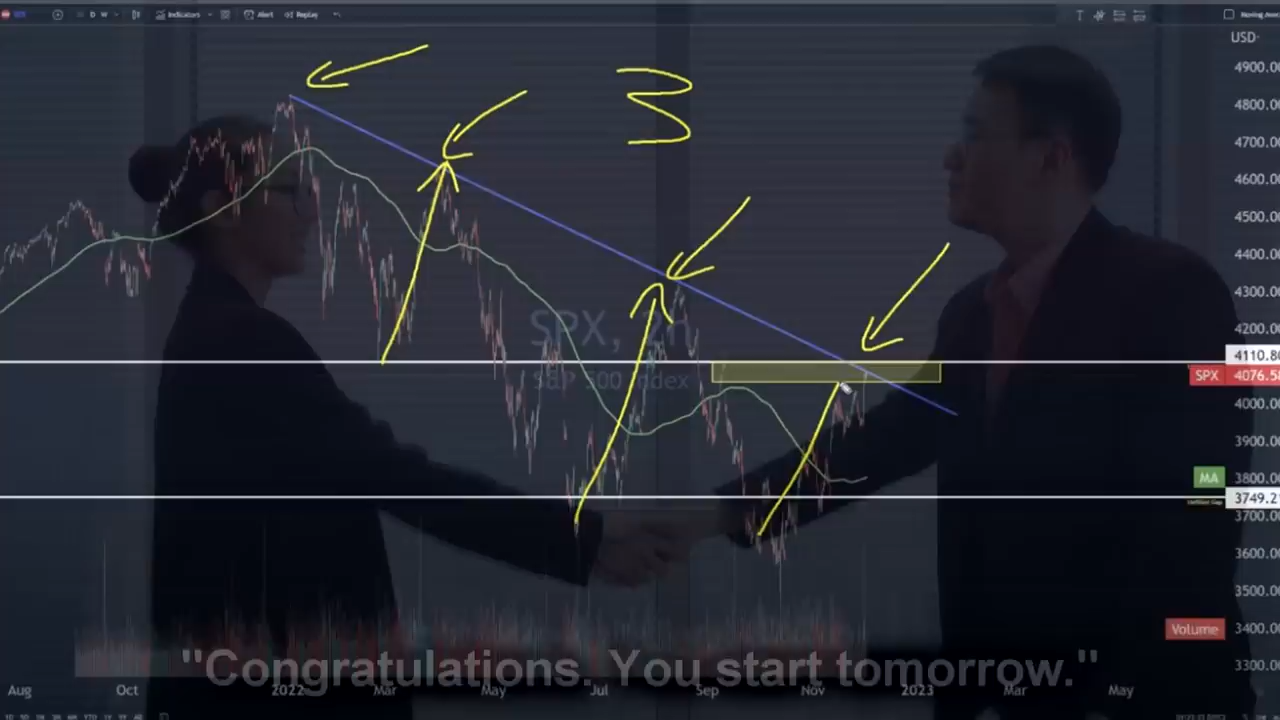 D W Indicators Alert Replay
USD
3
4900.00
4800.00
4700.00
4600.00
4500.00
4400.00
4300.00
4200.00
SPX, 2h
S&P 500 Index
4110.80
SPX 4076.58
4000.00
3900.00
3800.00
MA
3749.21
3700.00
3600.00
3500.00
Volume
3400.00
3300.00
"Congratulations. You start tomorrow."
Aug Oct 2022 Mar May Jul Sep Nov 2023 Mar May